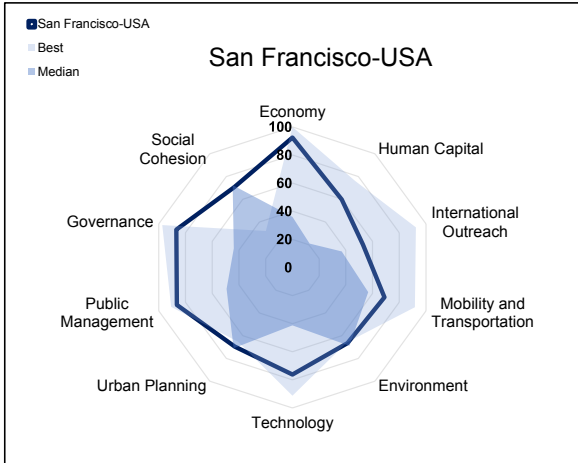 San Francisco-USA
Best
Median
San Francisco-USA
Economy
100
80
60
40
20
0
Human Capital
International
Outreach
Mobility and
Transportation
Environment
Technology
Urban Planning
Public
Management
Governance
Social
Cohesion